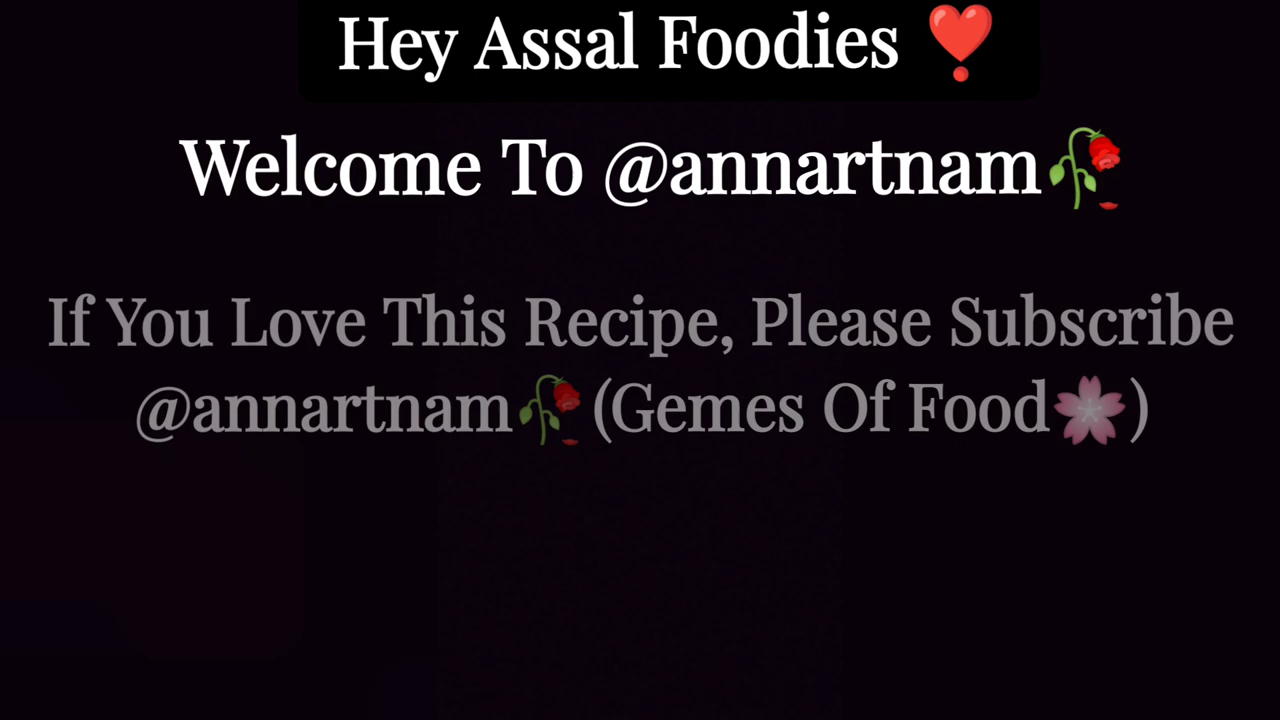 Hey Assal Foodies ❣️
Welcome To @annartnam🥀
If You Love This Recipe, Please Subscribe
@annartnam🥀(Gemes Of Food🌸)